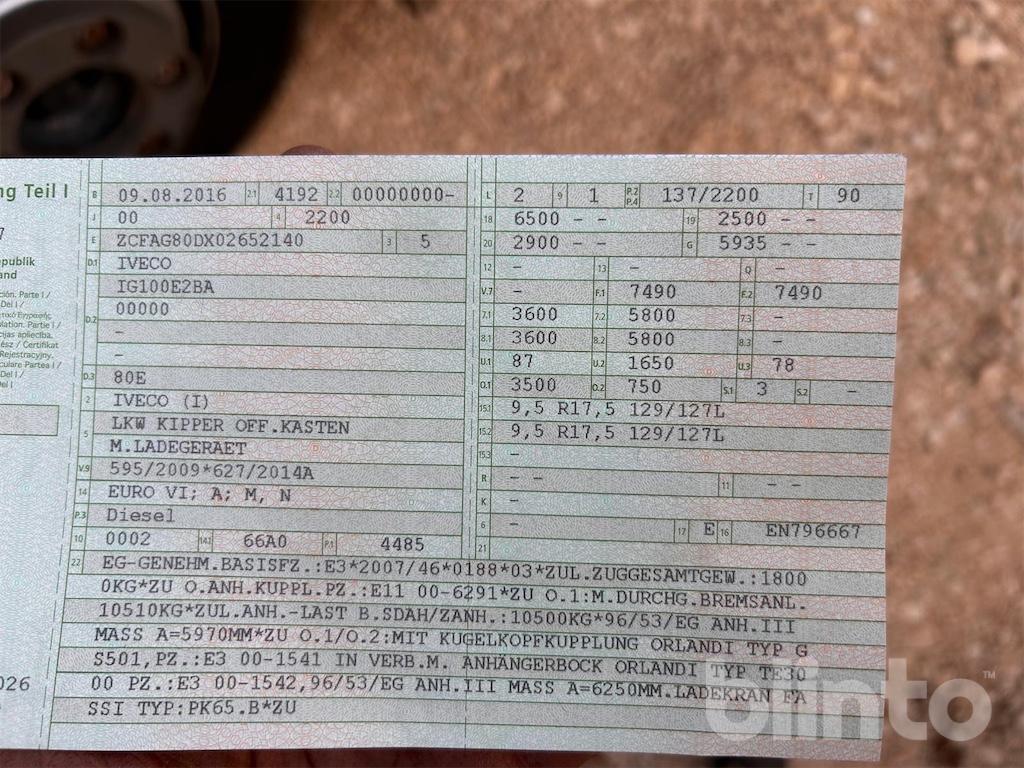 ng Teil I
7
epublik
and
ción. Parte I /
Del I /
lation. Partie I /
cijas apliecība.
ész / Certifikat
Rejestracyjny.
culare Partea I /
Del I /
el I
026
B 09.08.2016 2.1 4192 2.2 00000000-
J 00 4 2200
E ZCFAG80DX02652140 3 5
D.1 IVECO
IG100E2BA
D.2 00000
-
-
D.3 80E
2 IVECO (I)
5 LKW KIPPER OFF.KASTEN
M.LADEGERAET
V.9 595/2009*627/2014A
14 EURO VI; A; M, N
P.3 Diesel
10 0002 14.1 66A0 P.1 4485
L 2 9 1 P.2 P.4 137/2200 T 90
18 6500 - - 19 2500 - -
20 2900 - - G 5935 - -
12 - 13 - Q -
V.7 - F.1 7490 F.2 7490
7.1 3600 7.2 5800 7.3 -
8.1 3600 8.2 5800 8.3 -
U.1 87 U.2 1650 U.3 78
O.1 3500 O.2 750 S.1 3 S.2 -
15.1 9,5 R17,5 129/127L
15.2 9,5 R17,5 129/127L
15.3 -
R - - 11 - -
K -
6 - 17 E 16 EN796667
21
22 EG-GENEHM.BASISFZ.:E3*2007/46*0188*03*ZUL.ZUGGESAMTGEW.:1800
0KG*ZU O.ANH.KUPPL.PZ.:E11 00-6291*ZU O.1:M.DURCHG.BREMSANL.
10510KG*ZUL.ANH.-LAST B.SDAH/ZANH.:10500KG*96/53/EG ANH.III
MASS A=5970MM*ZU O.1/O.2:MIT KUGELKOPFKUPPLUNG ORLANDI TYP G
S501,PZ.:E3 00-1541 IN VERB.M. ANHÄNGERBOCK ORLANDI TYP TE30
00 PZ.:E3 00-1542,96/53/EG ANH.III MASS A=6250MM.LADEKRAN FA
SSI TYP:PK65.B*ZU
blinto™